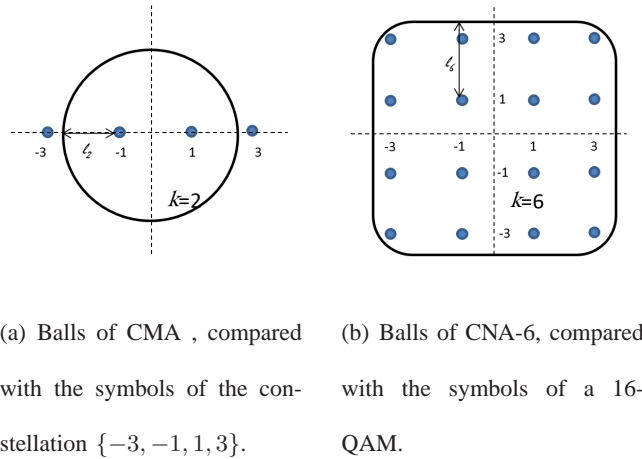 -3
-1
1
3
ℓ₂
k=2
3
1
-3
-1
1
3
-1
-3
ℓ₆
k=6
(a) Balls of CMA , compared
with the symbols of the con-
stellation {−3, −1, 1, 3}.
(b) Balls of CNA-6, compared
with the symbols of a 16-
QAM.